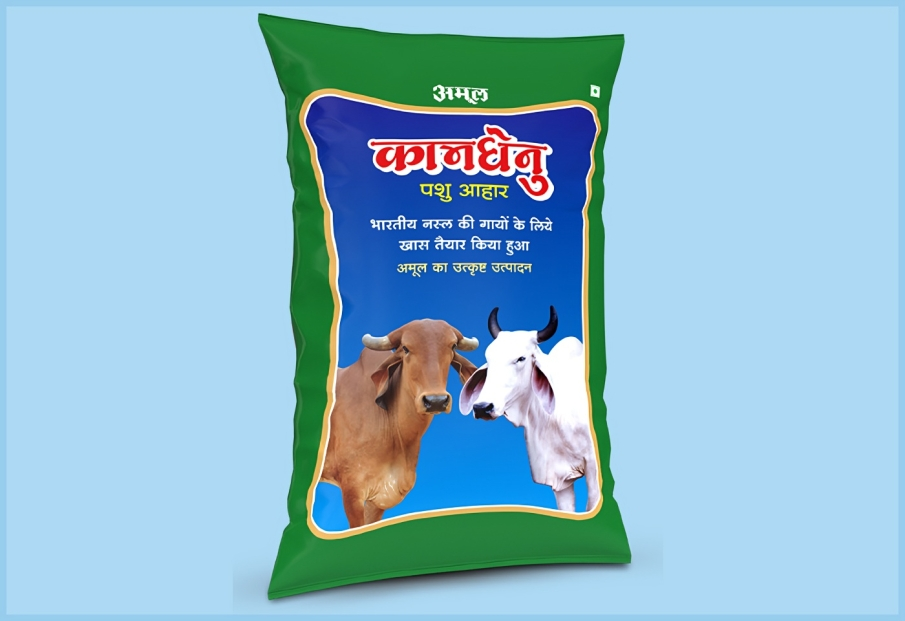 अमूल
कामधेनु
पशु आहार
भारतीय नस्ल की गायों के लिये
खास तैयार किया हुआ
अमूल का उत्कृष्ट उत्पादन